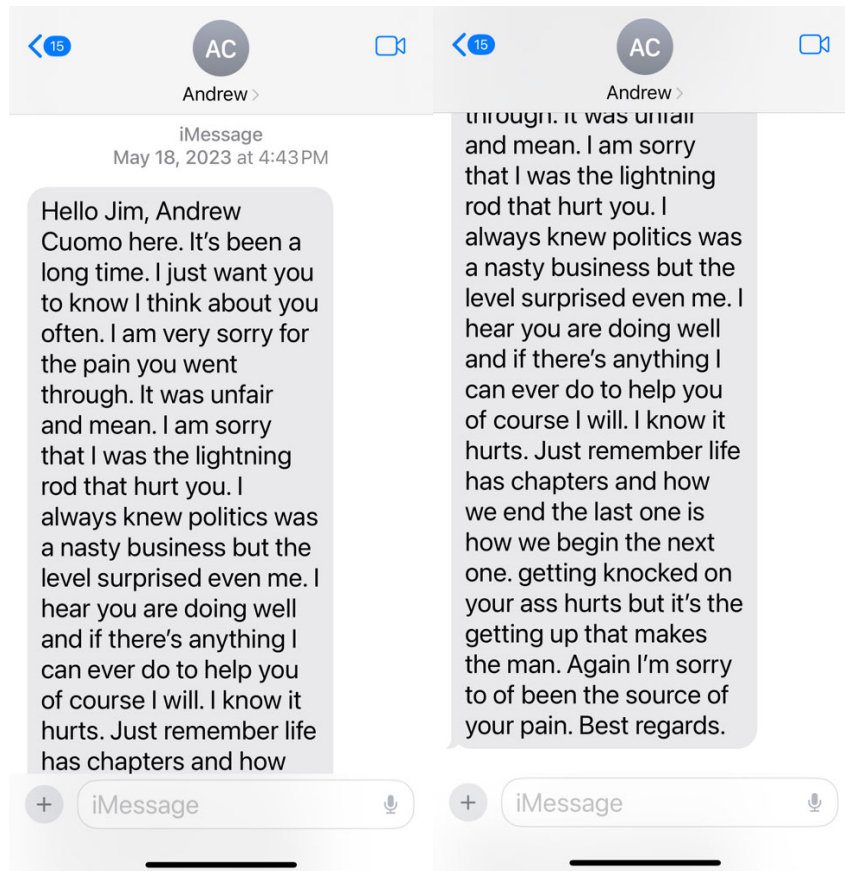 15
AC
Andrew >
iMessage
May 18, 2023 at 4:43 PM
Hello Jim, Andrew
Cuomo here. It's been a
long time. I just want you
to know I think about you
often. I am very sorry for
the pain you went
through. It was unfair
and mean. I am sorry
that I was the lightning
rod that hurt you. I
always knew politics was
a nasty business but the
level surprised even me. I
hear you are doing well
and if there's anything I
can ever do to help you
of course I will. I know it
hurts. Just remember life
has chapters and how
iMessage
15
AC
Andrew >
through. It was unfair
and mean. I am sorry
that I was the lightning
rod that hurt you. I
always knew politics was
a nasty business but the
level surprised even me. I
hear you are doing well
and if there's anything I
can ever do to help you
of course I will. I know it
hurts. Just remember life
has chapters and how
we end the last one is
how we begin the next
one. getting knocked on
your ass hurts but it's the
getting up that makes
the man. Again I'm sorry
to of been the source of
your pain. Best regards.
iMessage